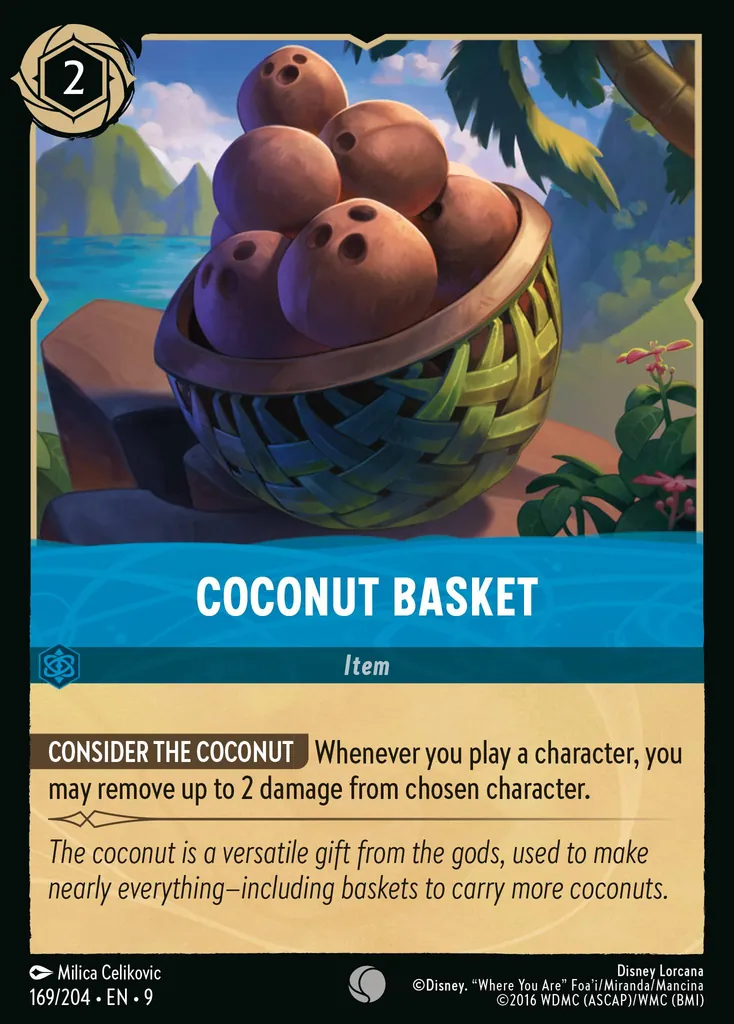 2
COCONUT BASKET
Item
CONSIDER THE COCONUT Whenever you play a character, you
may remove up to 2 damage from chosen character.
The coconut is a versatile gift from the gods, used to make
nearly everything—including baskets to carry more coconuts.
Milica Celikovic
169/204 • EN • 9
Disney Lorcana
©Disney. “Where You Are” Foa'i/Miranda/Mancina
©2016 WDMC (ASCAP)/WMC (BMI)